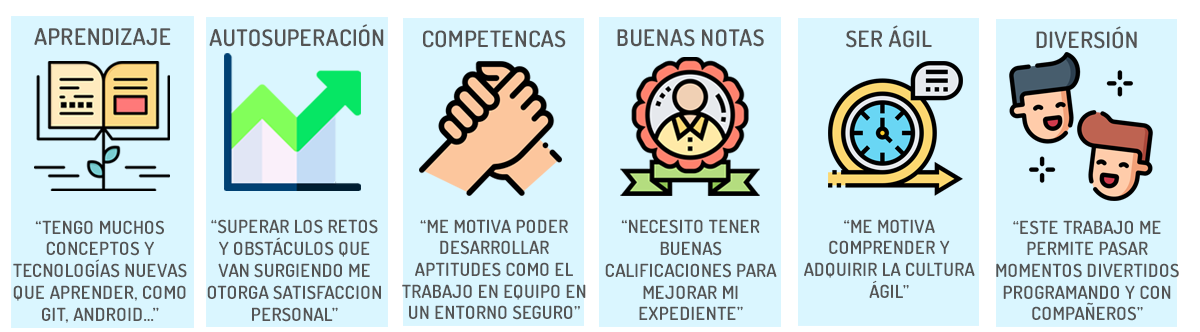 APRENDIZAJE
“TENGO MUCHOS
CONCEPTOS Y
TECNOLOGÍAS NUEVAS
QUE APRENDER, COMO
GIT, ANDROID...”
AUTOSUPERACIÓN
“SUPERAR LOS RETOS
Y OBSTÁCULOS QUE
VAN SURGIENDO ME
OTORGA SATISFACCION
PERSONAL”
COMPETENCAS
“ME MOTIVA PODER
DESARROLLAR
APTITUDES COMO EL
TRABAJO EN EQUIPO EN
UN ENTORNO SEGURO”
BUENAS NOTAS
“NECESITO TENER
BUENAS
CALIFICACIONES PARA
MEJORAR MI
EXPEDIENTE”
SER ÁGIL
“ME MOTIVA
COMPRENDER Y
ADQUIRIR LA CULTURA
ÁGIL”
DIVERSIÓN
“ESTE TRABAJO ME
PERMITE PASAR
MOMENTOS DIVERTIDOS
PROGRAMANDO Y CON
COMPAÑEROS”